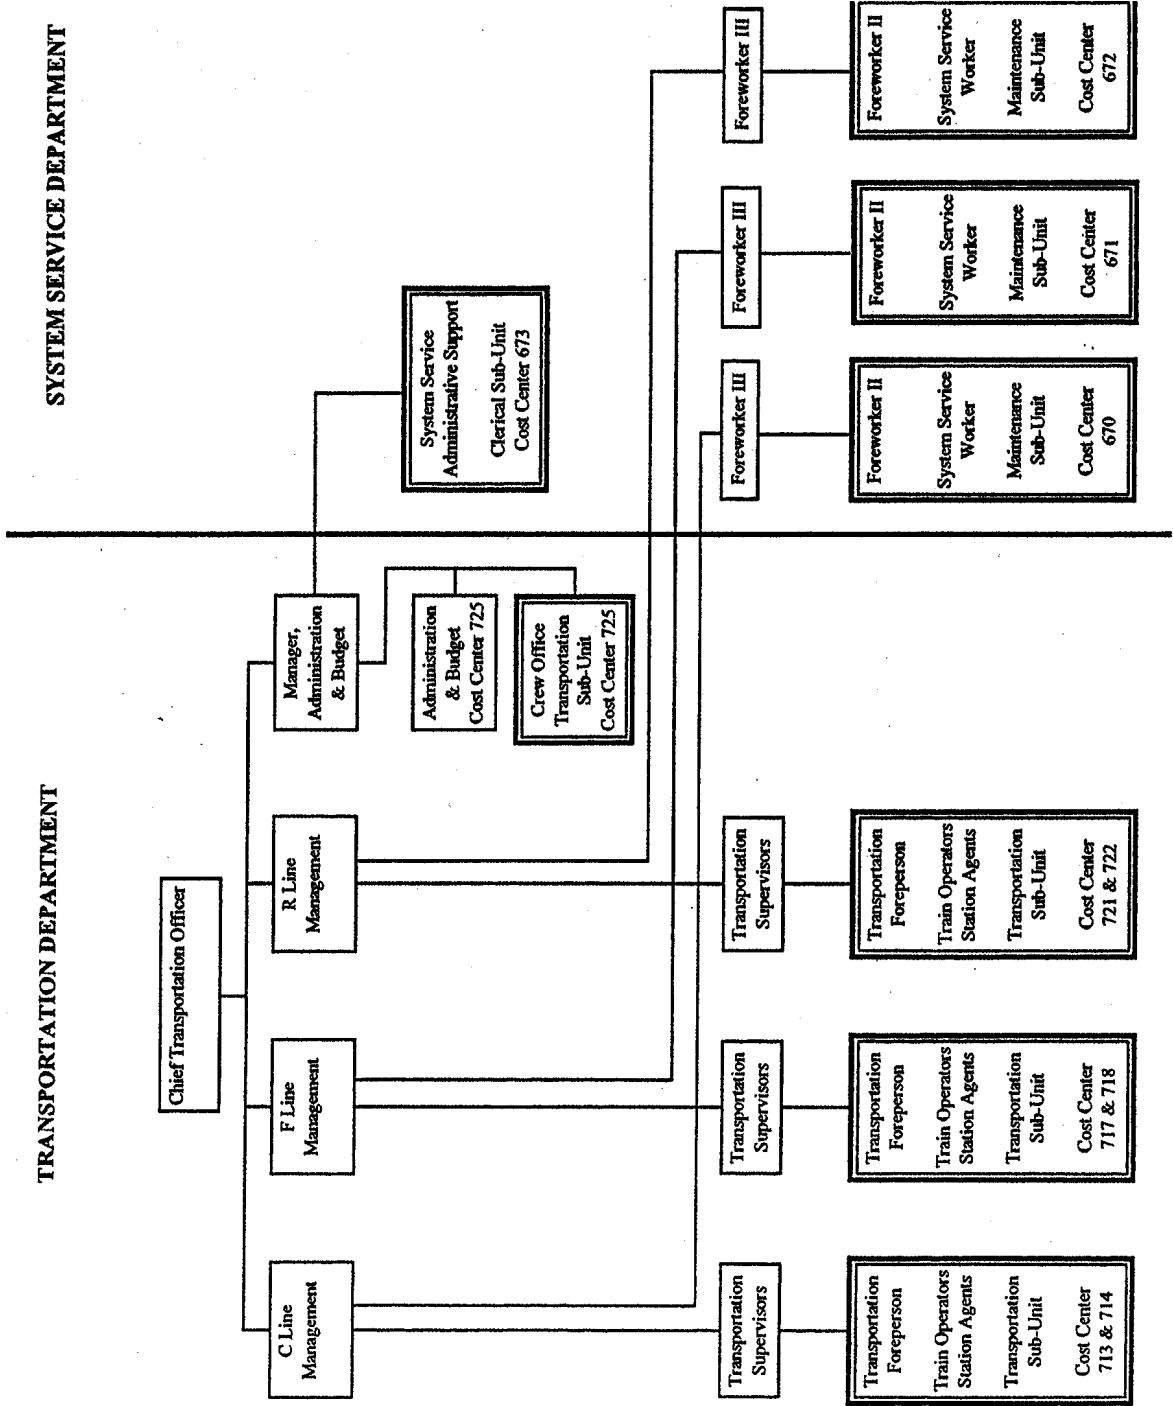 TRANSPORTATION DEPARTMENT
SYSTEM SERVICE DEPARTMENT
Chief Transportation Officer
C Line
Management
F Line
Management
R Line
Management
Manager,
Administration
& Budget
System Service
Administrative Support
Clerical Sub-Unit
Cost Center 673
Administration
& Budget
Cost Center 725
Crew Office
Transportation
Sub-Unit
Cost Center 725
Transportation
Supervisors
Transportation
Supervisors
Transportation
Supervisors
Foreworker III
Foreworker III
Foreworker III
Transportation
Foreperson
Train Operators
Station Agents
Transportation
Sub-Unit
Cost Center
713 & 714
Transportation
Foreperson
Train Operators
Station Agents
Transportation
Sub-Unit
Cost Center
717 & 718
Transportation
Foreperson
Train Operators
Station Agents
Transportation
Sub-Unit
Cost Center
721 & 722
Foreworker II
System Service
Worker
Maintenance
Sub-Unit
Cost Center
670
Foreworker II
System Service
Worker
Maintenance
Sub-Unit
Cost Center
671
Foreworker II
System Service
Worker
Maintenance
Sub-Unit
Cost Center
672